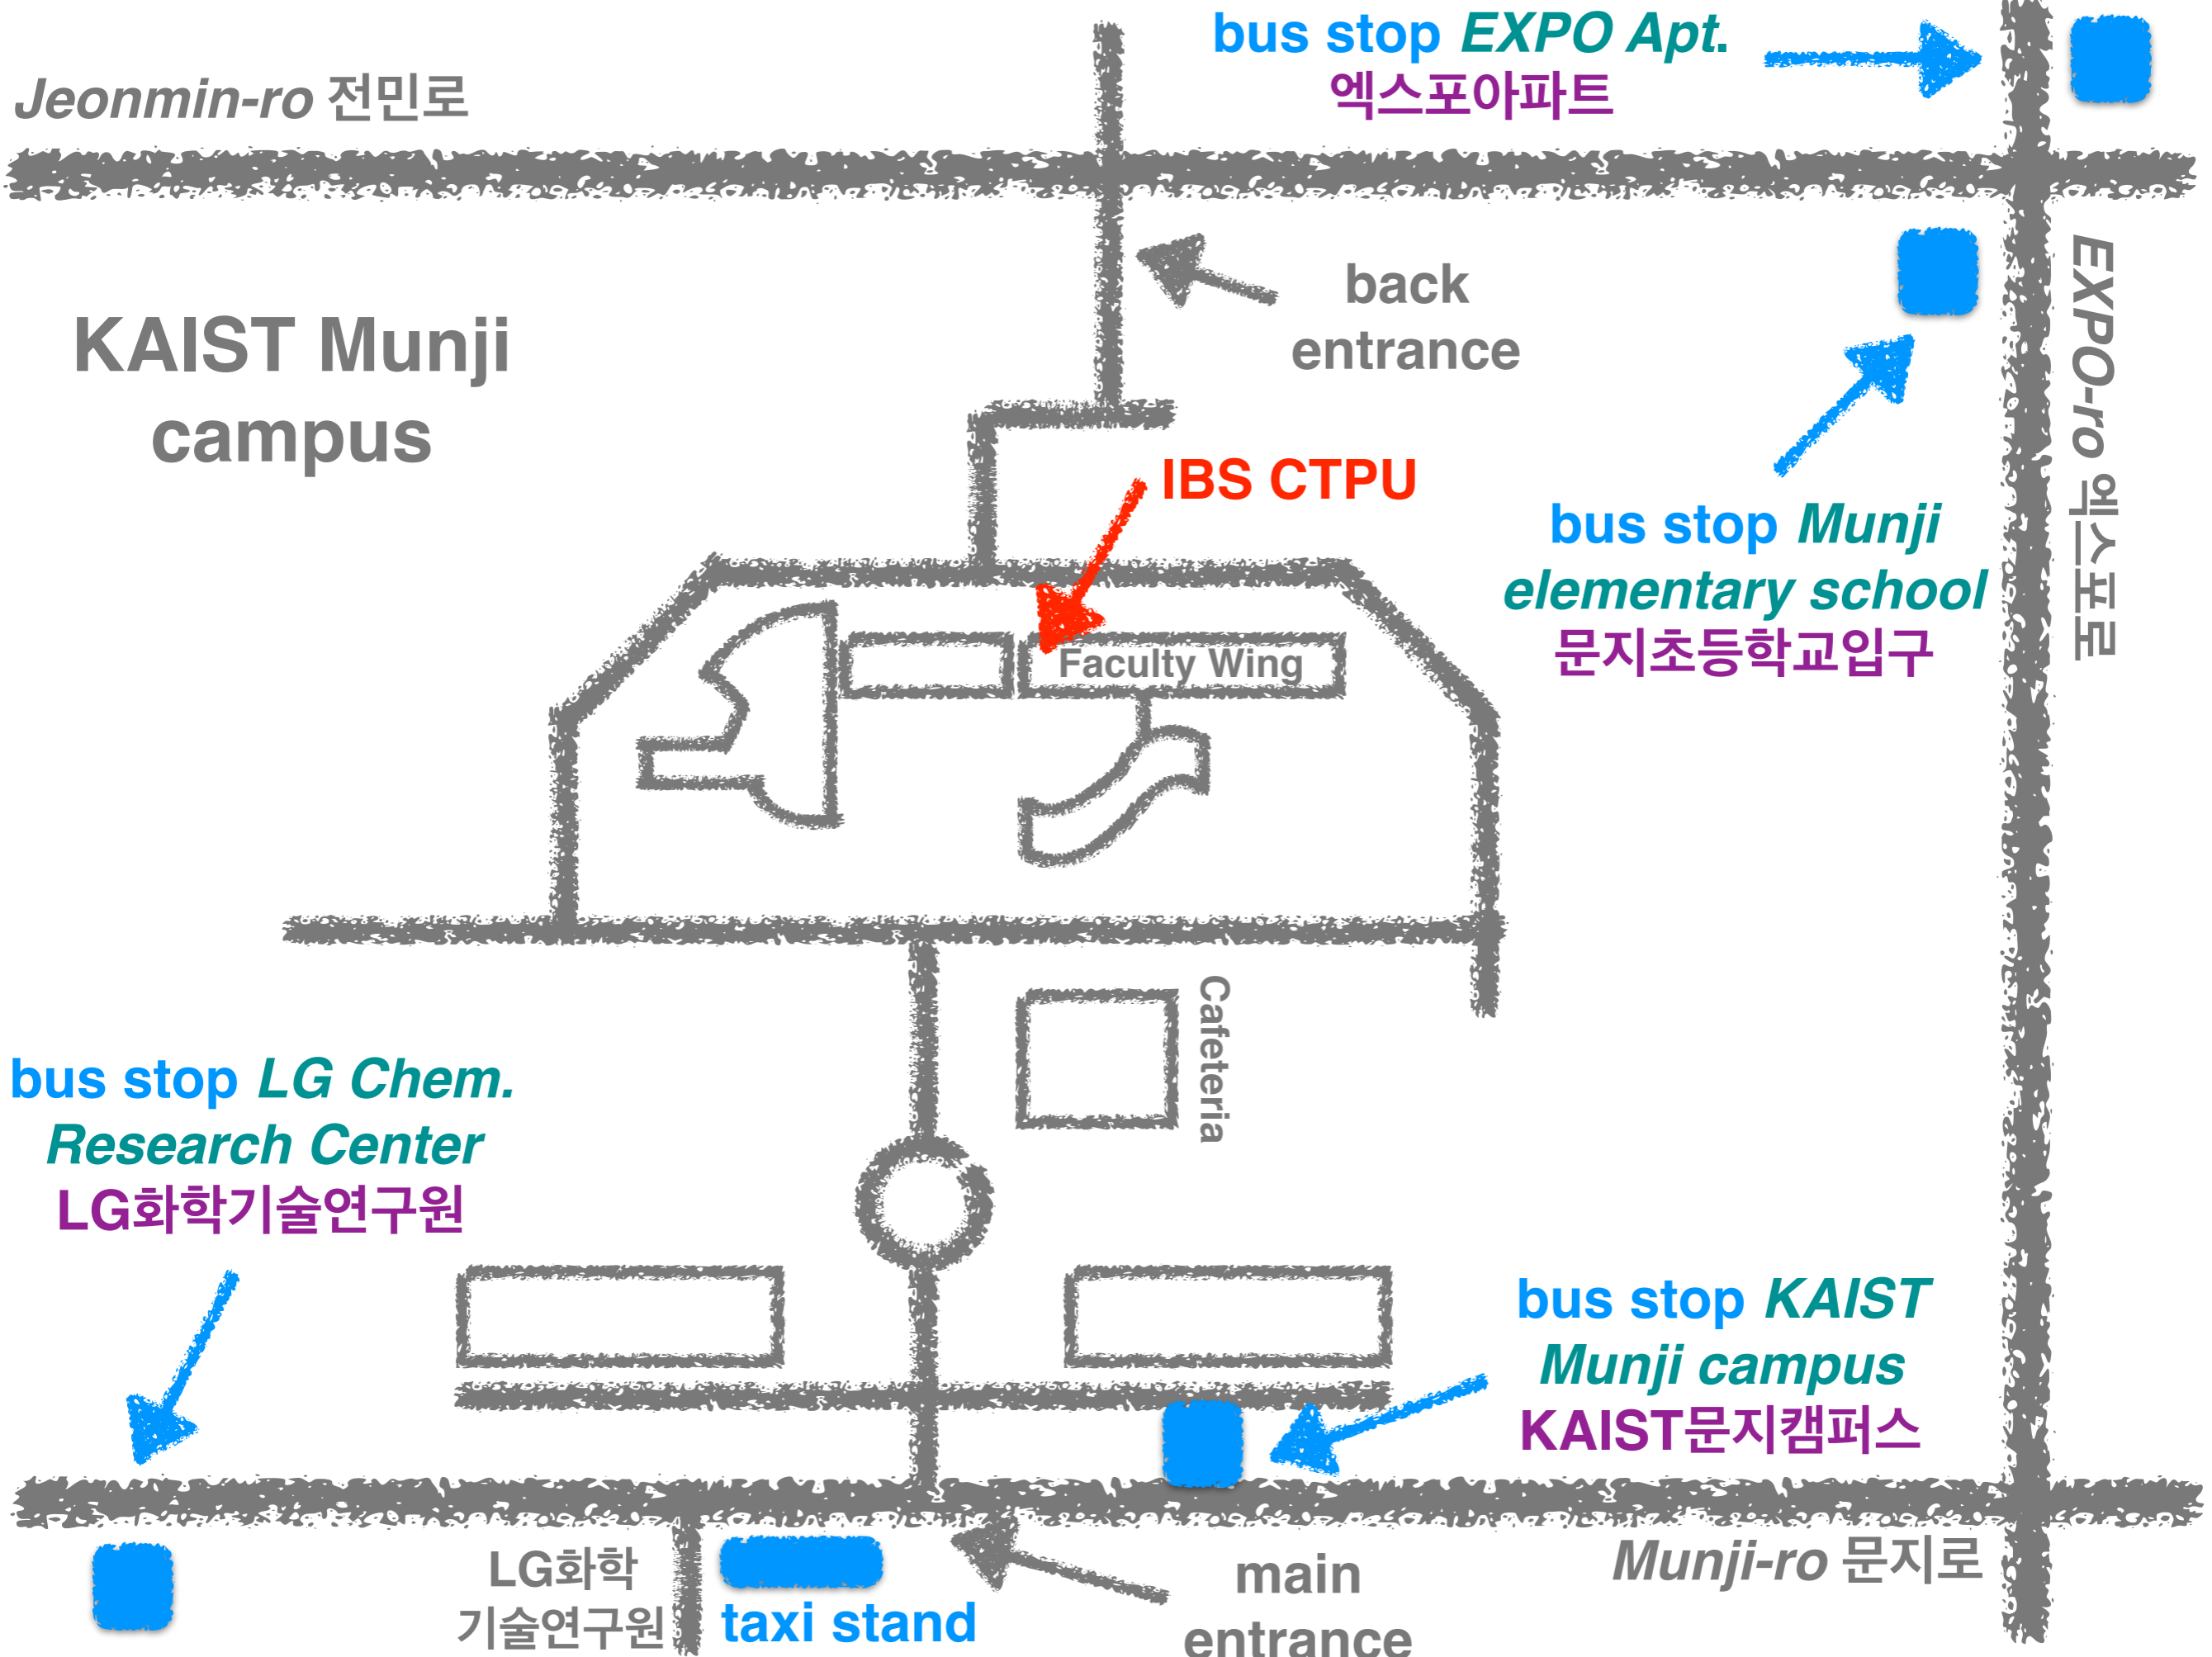 bus stop EXPO Apt.
엑스포아파트
Jeonmin-ro 전민로
KAIST Munji
campus
back
entrance
EXPO-ro 엑스포로
IBS CTPU
bus stop Munji
elementary school
문지초등학교입구
Faculty Wing
Cafeteria
bus stop LG Chem.
Research Center
LG화학기술연구원
bus stop KAIST
Munji campus
KAIST문지캠퍼스
Munji-ro 문지로
LG화학
기술연구원
taxi stand
main
entrance